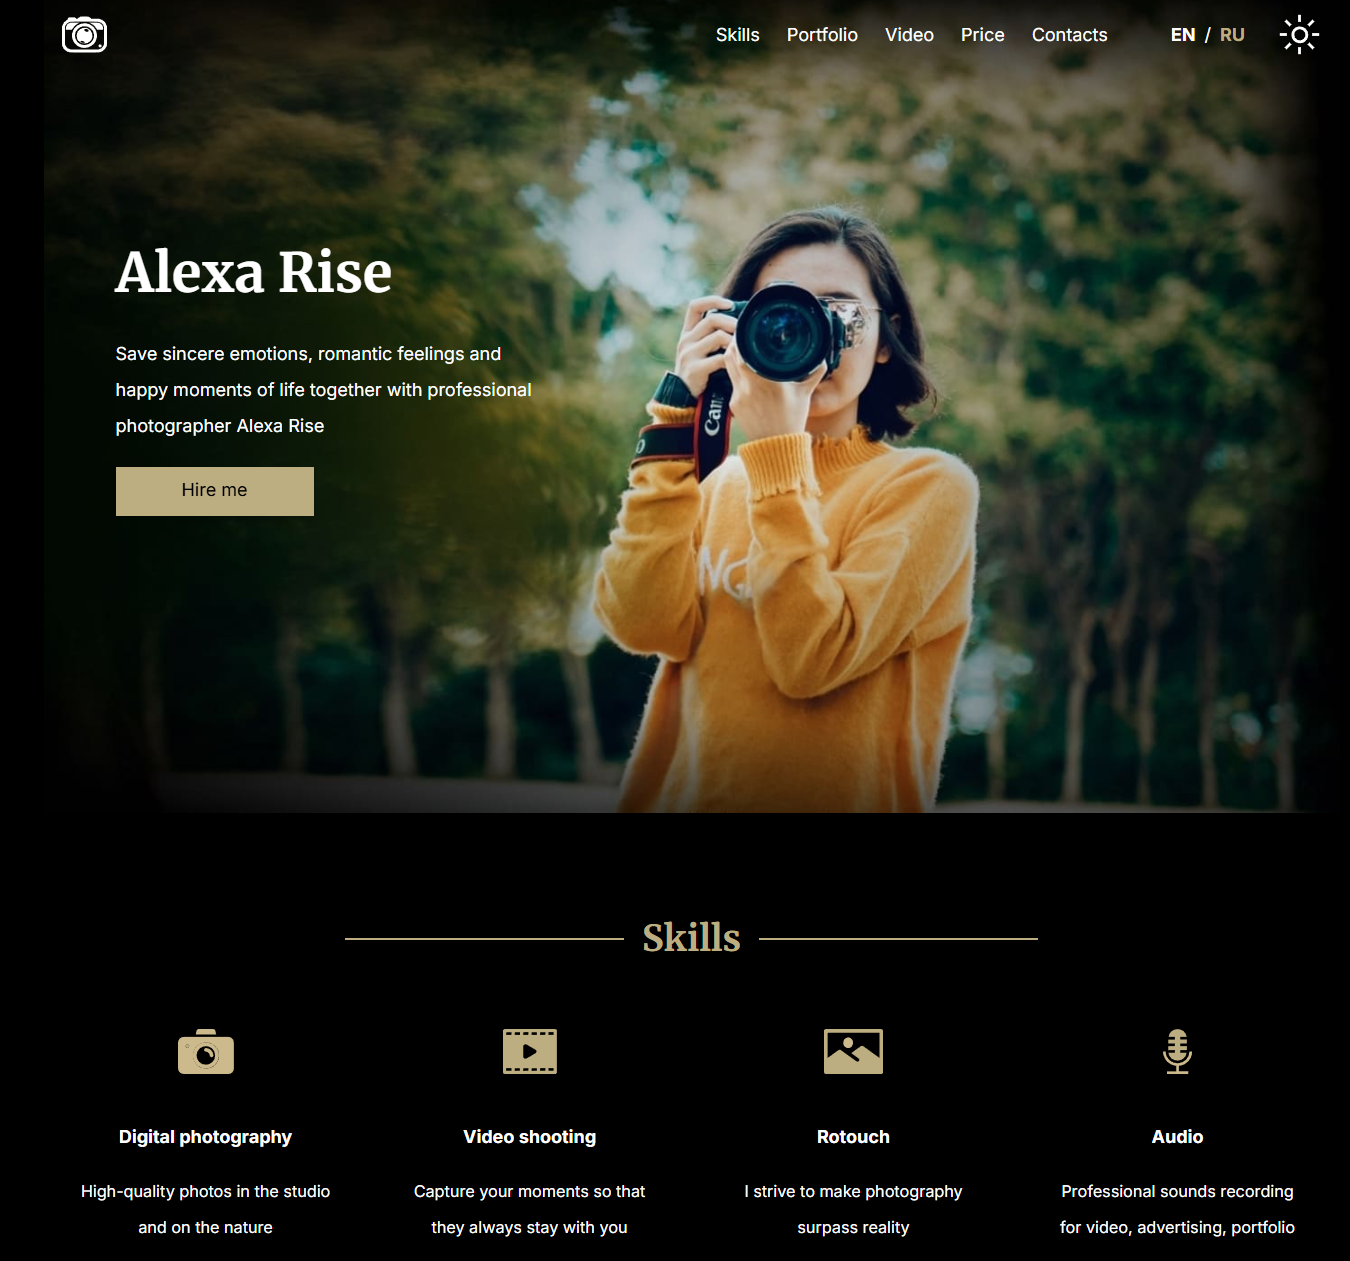 Skills Portfolio Video Price Contacts EN / RU
Alexa Rise
Save sincere emotions, romantic feelings and
happy moments of life together with professional
photographer Alexa Rise
Can
Hire me
NG
Skills
Digital photography
High-quality photos in the studio
and on the nature
Video shooting
Capture your moments so that
they always stay with you
Rotouch
I strive to make photography
surpass reality
Audio
Professional sounds recording
for video, advertising, portfolio